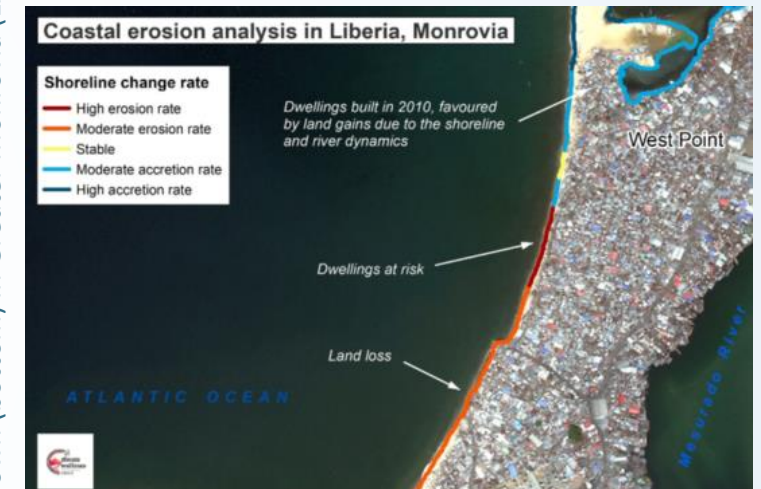 Coastal erosion analysis in Liberia, Monrovia
Shoreline change rate
High erosion rate
Moderate erosion rate
Stable
Moderate accretion rate
High accretion rate
Dwellings built in 2010, favoured
by land gains due to the shoreline
and river dynamics
West Point
Dwellings at risk
Land loss
ATLANTIC OCEAN
Mesurado River